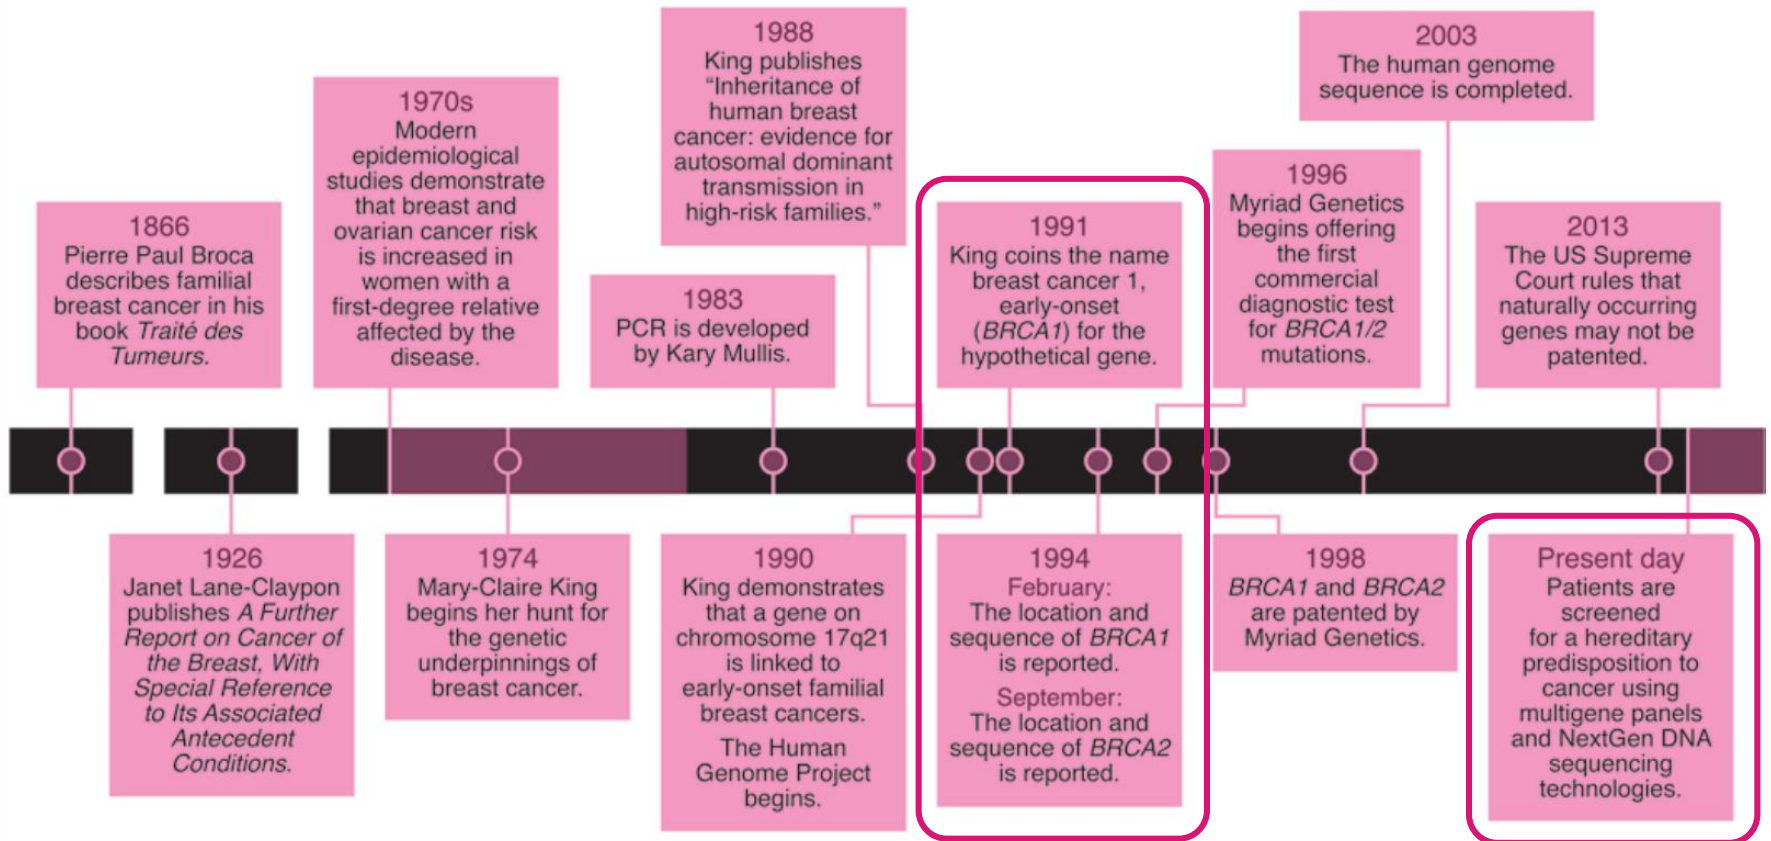 1866
Pierre Paul Broca
describes familial
breast cancer in his
book Traité des
Tumeurs.
1926
Janet Lane-Claypon
publishes A Further
Report on Cancer of
the Breast, With
Special Reference
to Its Associated
Antecedent
Conditions.
1970s
Modern
epidemiological
studies demonstrate
that breast and
ovarian cancer risk
is increased in
women with a
first-degree relative
affected by the
disease.
1974
Mary-Claire King
begins her hunt for
the genetic
underpinnings of
breast cancer.
1983
PCR is developed
by Kary Mullis.
1988
King publishes
“Inheritance of
human breast
cancer: evidence for
autosomal dominant
transmission in
high-risk families.”
1990
King demonstrates
that a gene on
chromosome 17q21
is linked to
early-onset familial
breast cancers.
The Human
Genome Project
begins.
1991
King coins the name
breast cancer 1,
early-onset
(BRCA1) for the
hypothetical gene.
1994
February:
The location and
sequence of BRCA1
is reported.
September:
The location and
sequence of BRCA2
is reported.
1996
Myriad Genetics
begins offering
the first
commercial
diagnostic test
for BRCA1/2
mutations.
1998
BRCA1 and BRCA2
are patented by
Myriad Genetics.
2003
The human genome
sequence is completed.
2013
The US Supreme
Court rules that
naturally occurring
genes may not be
patented.
Present day
Patients are
screened
for a hereditary
predisposition to
cancer using
multigene panels
and NextGen DNA
sequencing
technologies.